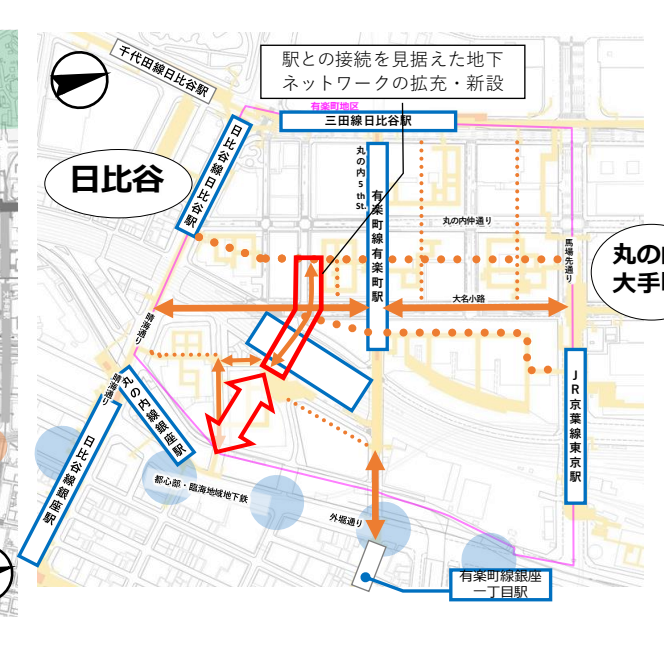 千代田線日比谷駅
駅との接続を見据えた地下
ネットワークの拡充・新設
有楽町地区
三田線日比谷駅
日比谷線日比谷駅
日比谷
丸の内5th St.
有楽町線有楽町駅
丸の内仲通り
馬場先通り
丸の内
大手
大名小路
晴海通り
晴海通り
丸の内線銀座駅
日比谷線銀座駅
JR京葉線東京駅
都心部・臨海地域地下鉄
外堀通り
有楽町線銀座
一丁目駅